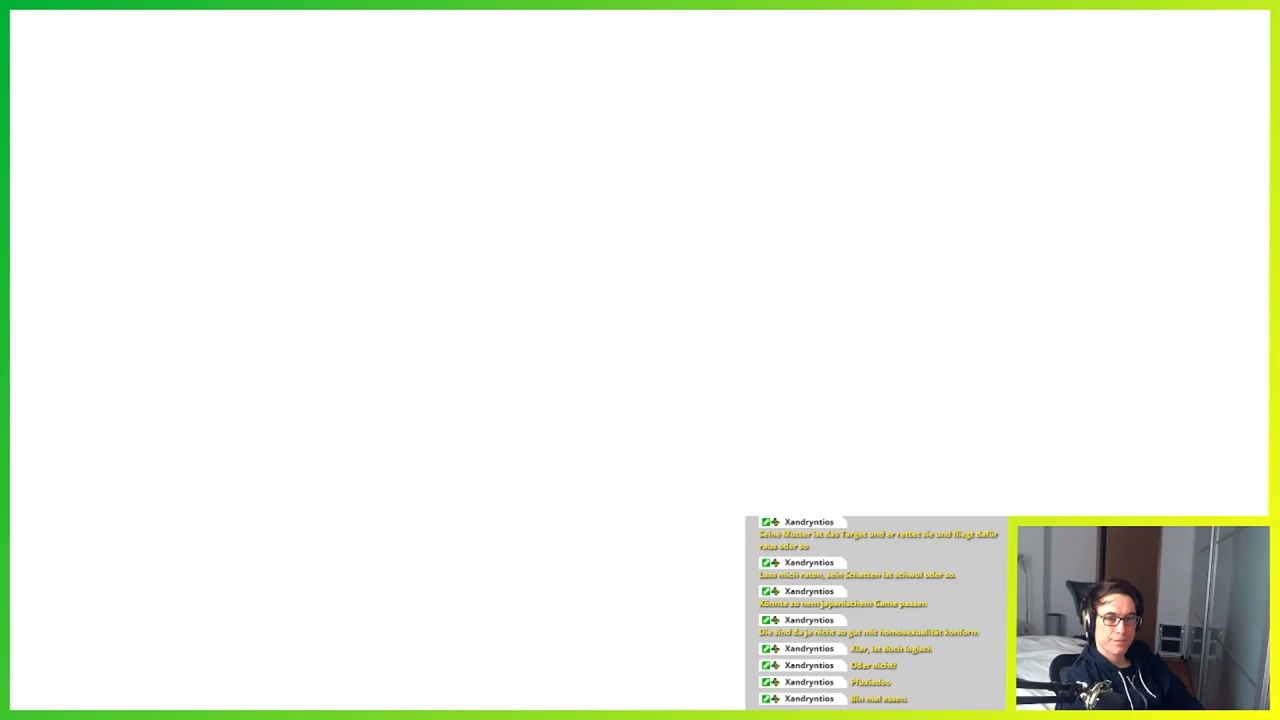 Xandryntios
Seine Mutter ist das Target und er rettet sie und fliegt dafür
raus oder so
Xandryntios
Lass mich raten, sein Schatten ist schwul oder so.
Xandryntios
Könnte zu nem japanischem Game passen
Xandryntios
Die sind da ja nicht so gut mit homosexualität konform
Xandryntios Klar, ist doch logisch
Xandryntios Oder nicht?
Xandryntios Pfuxiedoo
Xandryntios Bin mal essen.